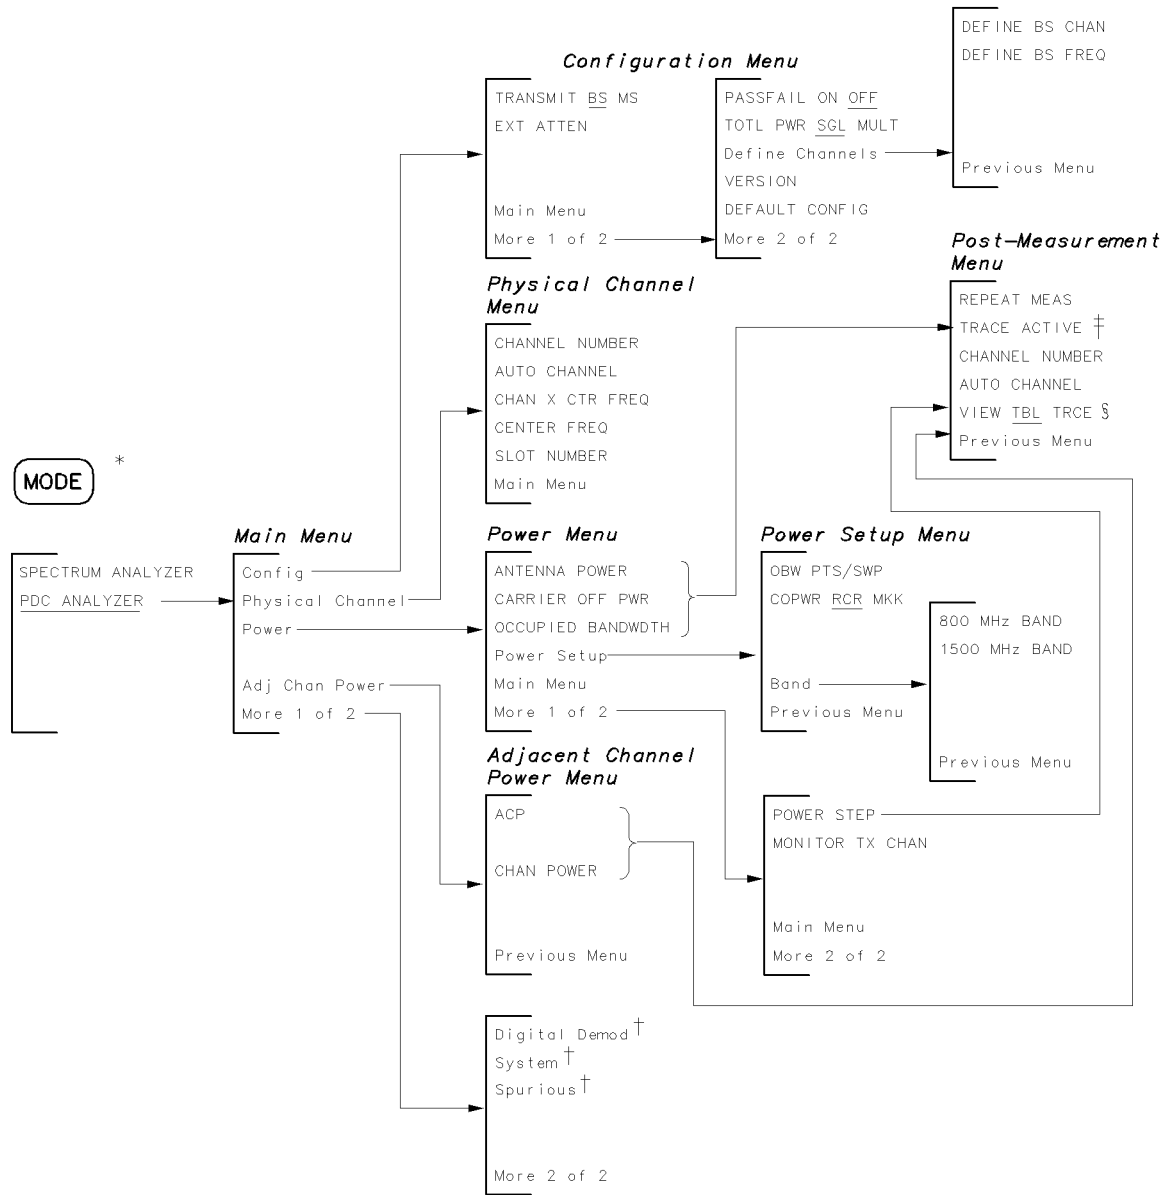 DEFINE BS CHAN
DEFINE BS FREQ
Previous Menu
Configuration Menu
TRANSMIT BS MS
EXT ATTEN
Main Menu
More 1 of 2
PASSFAIL ON OFF
TOTL PWR SGL MULT
Define Channels
VERSION
DEFAULT CONFIG
More 2 of 2
Post-Measurement
Menu
REPEAT MEAS
TRACE ACTIVE ‡
CHANNEL NUMBER
AUTO CHANNEL
VIEW TBL TRCE §
Previous Menu
Physical Channel
Menu
CHANNEL NUMBER
AUTO CHANNEL
CHAN X CTR FREQ
CENTER FREQ
SLOT NUMBER
Main Menu
MODE *
SPECTRUM ANALYZER
PDC ANALYZER
Main Menu
Config
Physical Channel
Power
Adj Chan Power
More 1 of 2
Power Menu
ANTENNA POWER
CARRIER OFF PWR
OCCUPIED BANDWDTH
Power Setup
Main Menu
More 1 of 2
Power Setup Menu
OBW PTS/SWP
COPWR RCR MKK
Band
Previous Menu
800 MHz BAND
1500 MHz BAND
Previous Menu
Adjacent Channel
Power Menu
ACP
CHAN POWER
Previous Menu
POWER STEP
MONITOR TX CHAN
Main Menu
More 2 of 2
Digital Demod †
System †
Spurious †
More 2 of 2